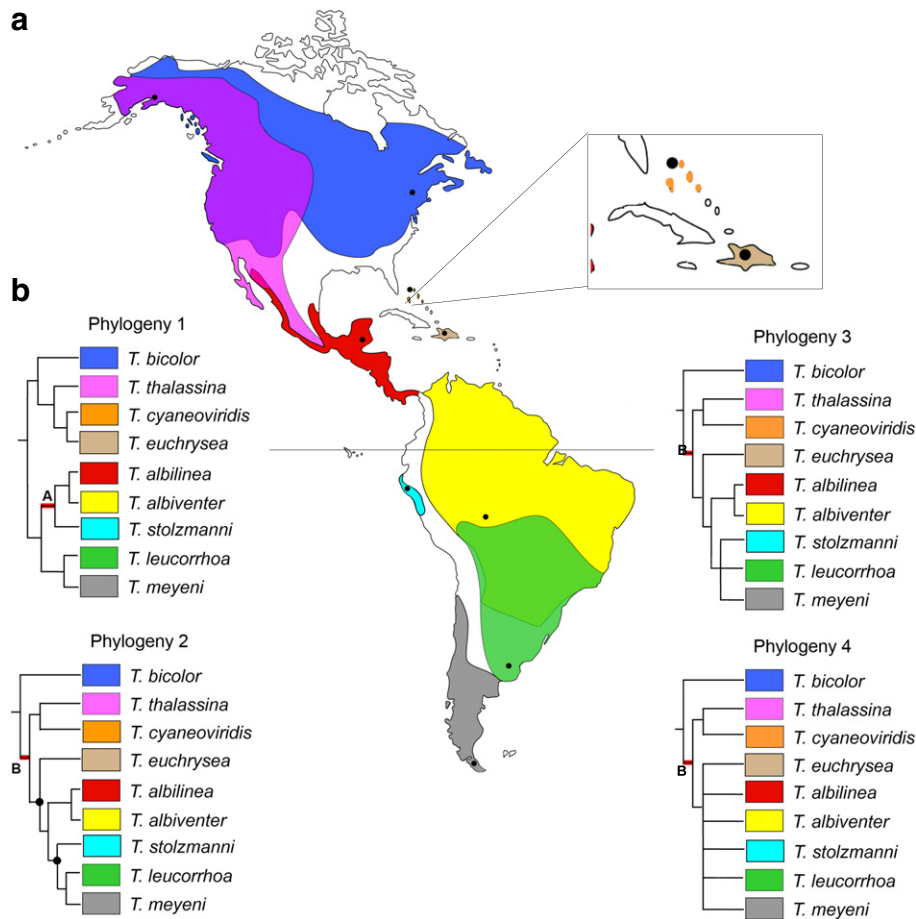 a
b
Phylogeny 1
T. bicolor
T. thalassina
T. cyaneoviridis
T. euchrysea
A
T. albilinea
T. albiventer
T. stolzmanni
T. leucorrhoa
T. meyeni
Phylogeny 2
T. bicolor
T. thalassina
T. cyaneoviridis
B
T. euchrysea
T. albilinea
T. albiventer
T. stolzmanni
T. leucorrhoa
T. meyeni
Phylogeny 3
T. bicolor
T. thalassina
T. cyaneoviridis
B
T. euchrysea
T. albilinea
T. albiventer
T. stolzmanni
T. leucorrhoa
T. meyeni
Phylogeny 4
T. bicolor
T. thalassina
T. cyaneoviridis
B
T. euchrysea
T. albilinea
T. albiventer
T. stolzmanni
T. leucorrhoa
T. meyeni